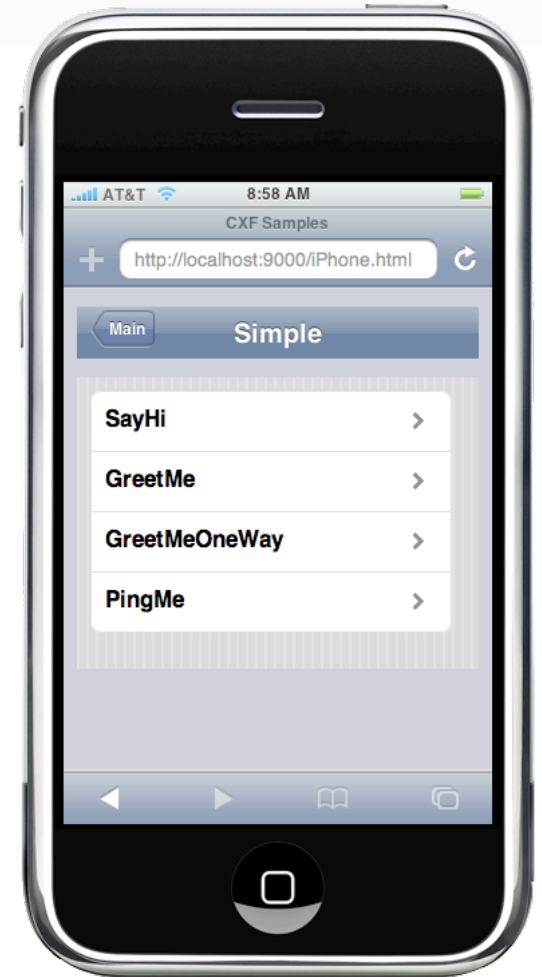 AT&T 8:58 AM
CXF Samples
http://localhost:9000/iPhone.html
Main Simple
SayHi
GreetMe
GreetMeOneWay
PingMe